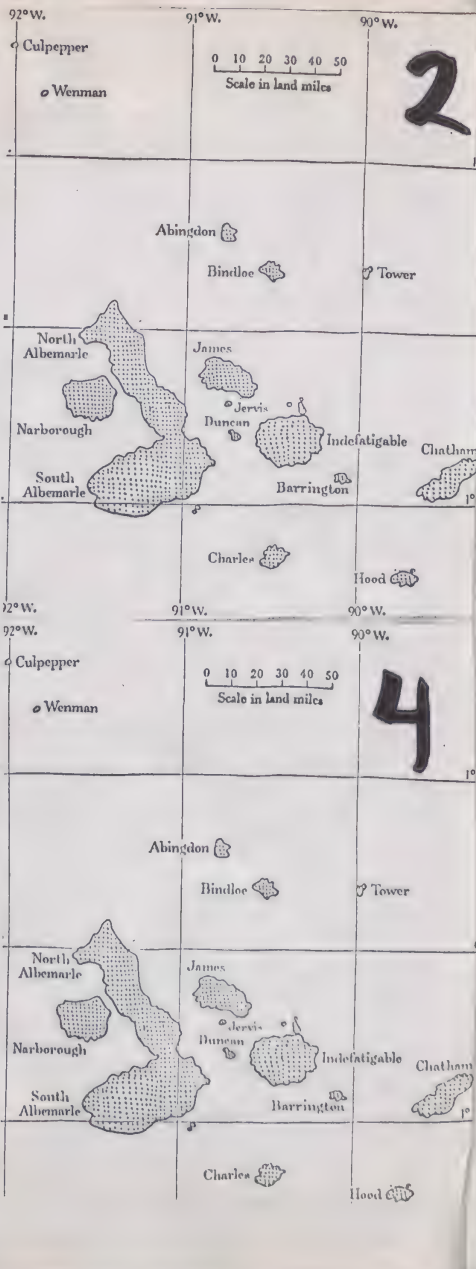 92° W.
91° W.
90° W.
Culpepper
0 10 20 30 40 50
Scale in land miles
2
Wenman
Abingdon
Bindloe
Tower
North
Albemarle
James
Narborough
Jervis
Duncan
Indefatigable
Chatham
South
Albemarle
Barrington
1°
Charles
Hood
92° W.
91° W.
90° W.
92° W.
91° W.
90° W.
Culpepper
0 10 20 30 40 50
Scale in land miles
4
Wenman
1°
Abingdon
Bindloe
Tower
North
Albemarle
James
Narborough
Jervis
Duncan
Indefatigable
Chatham
South
Albemarle
Barrington
1°
Charles
Hood